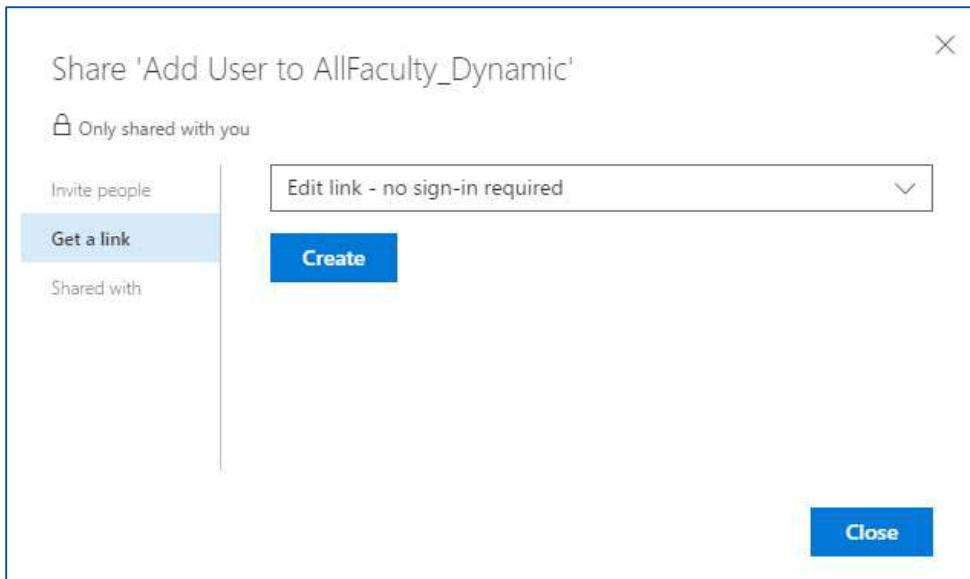 Share 'Add User to AllFaculty_Dynamic'
Only shared with you
Invite people
Edit link - no sign-in required
Get a link
Create
Shared with
Close